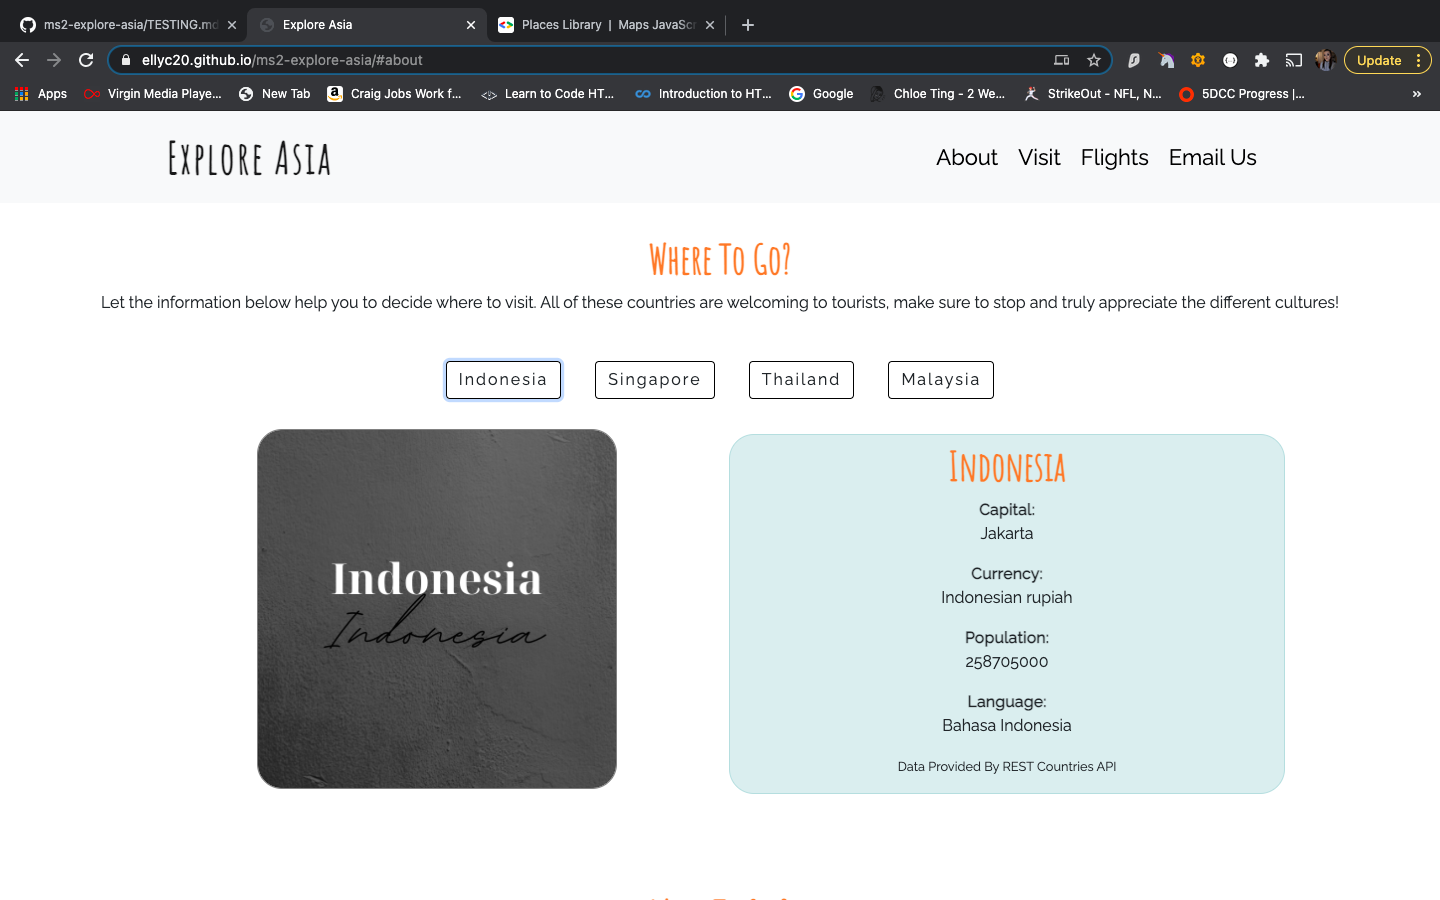 ms2-explore-asia/TESTING.md
Explore Asia
Places Library | Maps JavaScr
ellyc20.github.io/ms2-explore-asia/#about
Update
Apps
Virgin Media Playe...
New Tab
Craig Jobs Work f...
Learn to Code HT...
Introduction to HT...
Google
Chloe Ting - 2 We...
StrikeOut - NFL, N...
5DCC Progress |...
»
Explore Asia
About Visit Flights Email Us
Where To Go?
Let the information below help you to decide where to visit. All of these countries are welcoming to tourists, make sure to stop and truly appreciate the different cultures!
Indonesia Singapore Thailand Malaysia
Indonesia
Indonesia
Indonesia
Capital:
Jakarta
Currency:
Indonesian rupiah
Population:
258705000
Language:
Bahasa Indonesia
Data Provided By REST Countries API